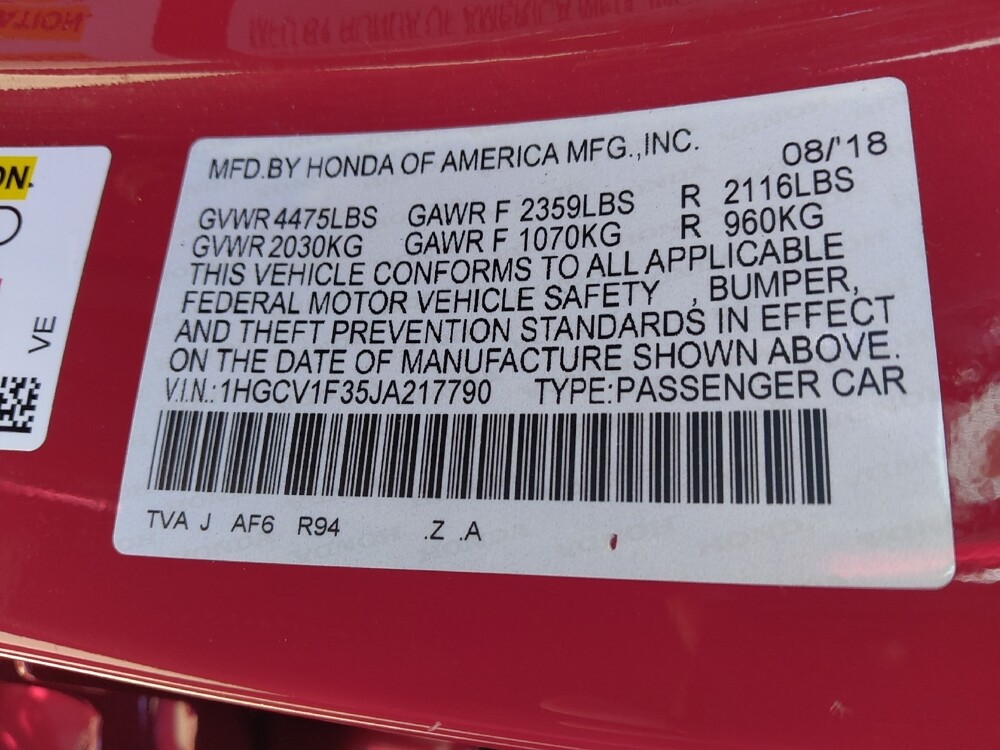 MFD.BY HONDA OF AMERICA MFG.,INC. 08/'18
GVWR 4475LBS GAWR F 2359LBS R 2116LBS
GVWR 2030KG GAWR F 1070KG R 960KG
THIS VEHICLE CONFORMS TO ALL APPLICABLE
FEDERAL MOTOR VEHICLE SAFETY , BUMPER,
AND THEFT PREVENTION STANDARDS IN EFFECT
ON THE DATE OF MANUFACTURE SHOWN ABOVE.
V.I.N.:1HGCV1F35JA217790 TYPE:PASSENGER CAR
TVA J AF6 R94 .Z .A
ON.
VE